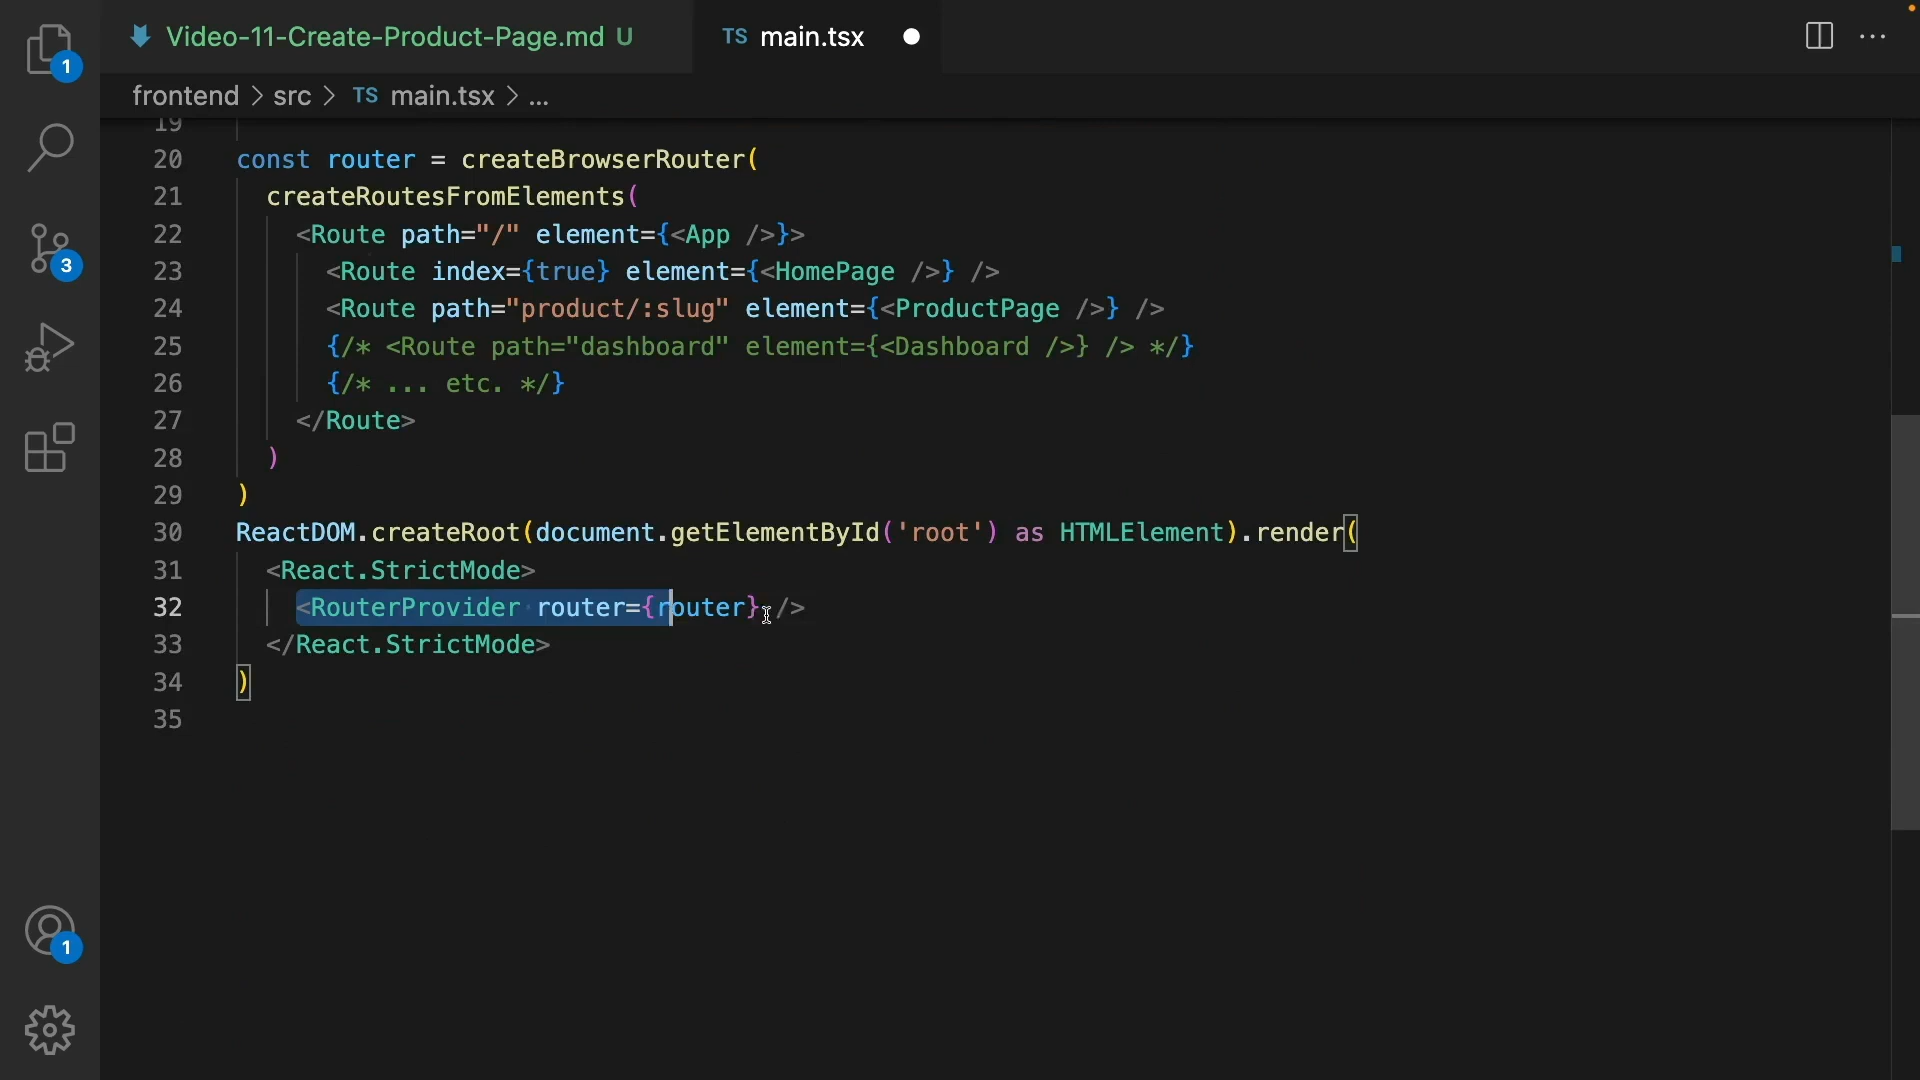 Video-11-Create-Product-Page.md U
TS main.tsx
1
frontend > src > TS main.tsx > ...
19
20 const router = createBrowserRouter(
21 createRoutesFromElements(
22 <Route path="/" element={<App />}>
23 <Route index={true} element={<HomePage />} />
24 <Route path="product/:slug" element={<ProductPage />} />
25 {/* <Route path="dashboard" element={<Dashboard />} /> */}
26 {/* ... etc. */}
27 </Route>
28 )
29 )
30 ReactDOM.createRoot(document.getElementById('root') as HTMLElement).render(
31 <React.StrictMode>
32 <RouterProvider router={router} />
33 </React.StrictMode>
34 )
35
3
1